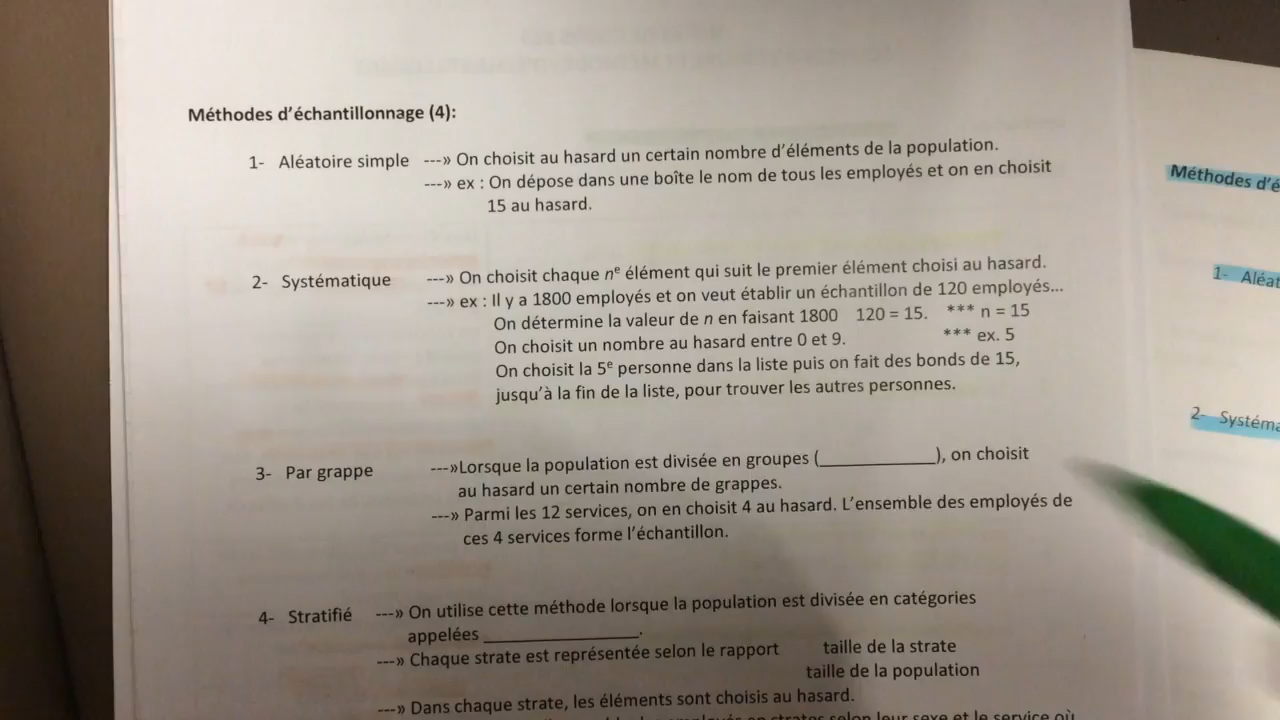 Méthodes d'échantillonnage (4):
1- Aléatoire simple ---» On choisit au hasard un certain nombre d'éléments de la population.
---» ex : On dépose dans une boîte le nom de tous les employés et on en choisit
15 au hasard.
2- Systématique ---» On choisit chaque nᵉ élément qui suit le premier élément choisi au hasard.
---» ex : Il y a 1800 employés et on veut établir un échantillon de 120 employés...
On détermine la valeur de n en faisant 1800 120 = 15. *** n = 15
On choisit un nombre au hasard entre 0 et 9. *** ex. 5
On choisit la 5ᵉ personne dans la liste puis on fait des bonds de 15,
jusqu'à la fin de la liste, pour trouver les autres personnes.
3- Par grappe ---»Lorsque la population est divisée en groupes (____________), on choisit
au hasard un certain nombre de grappes.
---» Parmi les 12 services, on en choisit 4 au hasard. L'ensemble des employés de
ces 4 services forme l'échantillon.
4- Stratifié ---» On utilise cette méthode lorsque la population est divisée en catégories
appelées ________________.
---» Chaque strate est représentée selon le rapport taille de la strate
taille de la population
---» Dans chaque strate, les éléments sont choisis au hasard.
en strates selon leur sexe et le service où
Méthodes d'é
1- Aléat
2- Systéma